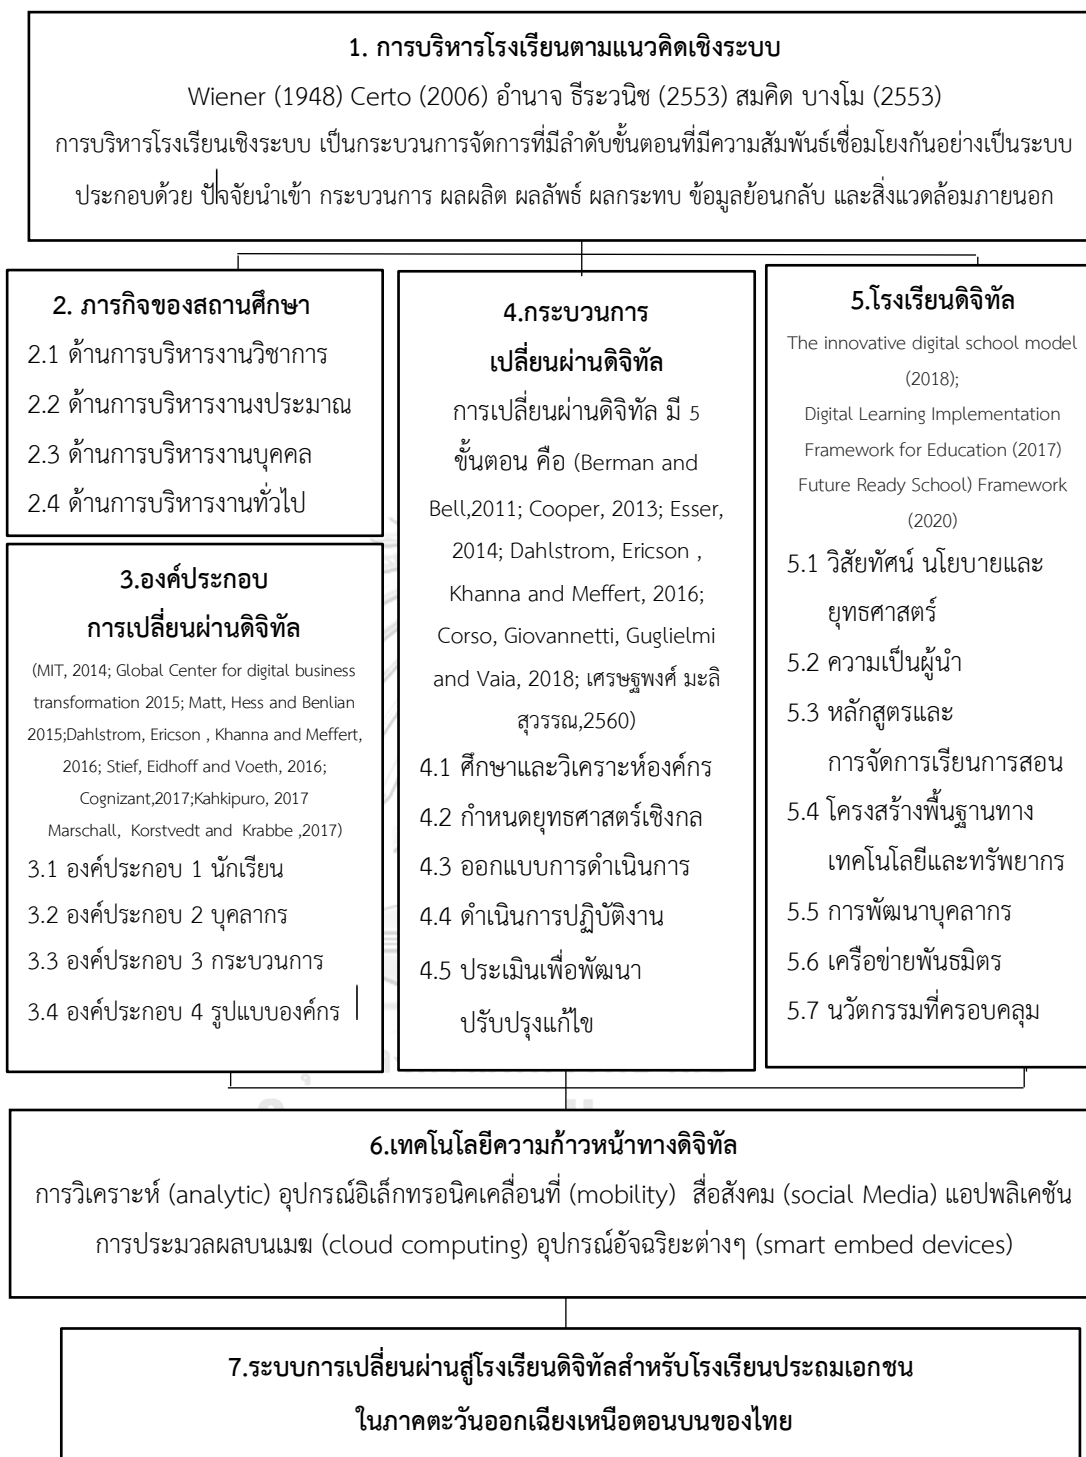 1. การบริหารโรงเรียนตามแนวคิดเชิงระบบ
Wiener (1948) Certo (2006) อำนาจ ธีระวนิช (2553) สมคิด บางโม (2553)
การบริหารโรงเรียนเชิงระบบ เป็นกระบวนการจัดการที่มีลำดับขั้นตอนที่มีความสัมพันธ์เชื่อมโยงกันอย่างเป็นระบบ
ประกอบด้วย ปัจจัยนำเข้า กระบวนการ ผลผลิต ผลลัพธ์ ผลกระทบ ข้อมูลย้อนกลับ และสิ่งแวดล้อมภายนอก
2. ภารกิจของสถานศึกษา
2.1 ด้านการบริหารงานวิชาการ
2.2 ด้านการบริหารงานงประมาณ
2.3 ด้านการบริหารงานบุคคล
2.4 ด้านการบริหารงานทั่วไป
3.องค์ประกอบ
การเปลี่ยนผ่านดิจิทัล
(MIT, 2014; Global Center for digital business
transformation 2015; Matt, Hess and Benlian
2015;Dahlstrom, Ericson , Khanna and Meffert,
2016; Stief, Eidhoff and Voeth, 2016;
Cognizant,2017;Kahkipuro, 2017
Marschall, Korstvedt and Krabbe ,2017)
3.1 องค์ประกอบ 1 นักเรียน
3.2 องค์ประกอบ 2 บุคลากร
3.3 องค์ประกอบ 3 กระบวนการ
3.4 องค์ประกอบ 4 รูปแบบองค์กร
4.กระบวนการ
เปลี่ยนผ่านดิจิทัล
การเปลี่ยนผ่านดิจิทัล มี 5
ขั้นตอน คือ (Berman and
Bell,2011; Cooper, 2013; Esser,
2014; Dahlstrom, Ericson ,
Khanna and Meffert, 2016;
Corso, Giovannetti, Guglielmi
and Vaia, 2018; เศรษฐพงศ์ มะลิ
สุวรรณ,2560)
4.1 ศึกษาและวิเคราะห์องค์กร
4.2 กำหนดยุทธศาสตร์เชิงกล
4.3 ออกแบบการดำเนินการ
4.4 ดำเนินการปฏิบัติงาน
4.5 ประเมินเพื่อพัฒนา
ปรับปรุงแก้ไข
5.โรงเรียนดิจิทัล
The innovative digital school model
(2018);
Digital Learning Implementation
Framework for Education (2017)
Future Ready School) Framework
(2020)
5.1 วิสัยทัศน์ นโยบายและ
ยุทธศาสตร์
5.2 ความเป็นผู้นำ
5.3 หลักสูตรและ
การจัดการเรียนการสอน
5.4 โครงสร้างพื้นฐานทาง
เทคโนโลยีและทรัพยากร
5.5 การพัฒนาบุคลากร
5.6 เครือข่ายพันธมิตร
5.7 นวัตกรรมที่ครอบคลุม
6.เทคโนโลยีความก้าวหน้าทางดิจิทัล
การวิเคราะห์ (analytic) อุปกรณ์อิเล็กทรอนิคเคลื่อนที่ (mobility) สื่อสังคม (social Media) แอปพลิเคชัน
การประมวลผลบนเมฆ (cloud computing) อุปกรณ์อัจฉริยะต่างๆ (smart embed devices)
7.ระบบการเปลี่ยนผ่านสู่โรงเรียนดิจิทัลสำหรับโรงเรียนประถมเอกชน
ในภาคตะวันออกเฉียงเหนือตอนบนของไทย